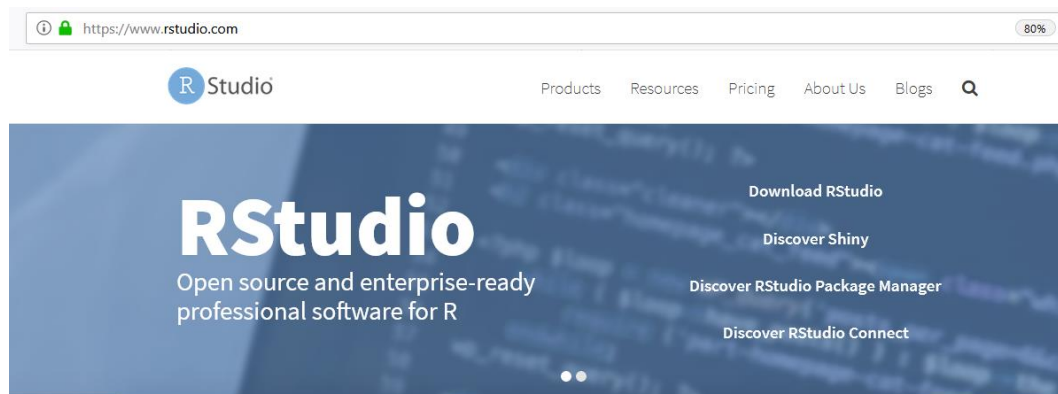 https://www.rstudio.com
80%
R Studio
Products Resources Pricing About Us Blogs
RStudio
Open source and enterprise-ready
professional software for R
Download RStudio
Discover Shiny
Discover RStudio Package Manager
Discover RStudio Connect